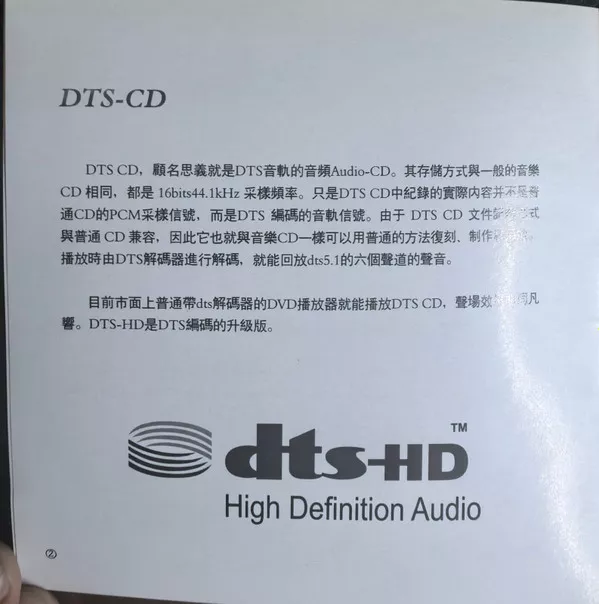 DTS-CD
DTS CD，顧名思義就是DTS音軌的音頻Audio-CD。其存儲方式與一般的音樂
CD 相同，都是 16bits44.1kHz 采樣頻率。只是DTS CD中紀錄的實際内容并不是普
通CD的PCM采樣信號，而是DTS 編碼的音軌信號。由于 DTS CD 文件式
與普通 CD 兼容，因此它也就與音樂CD一樣可以用普通的方法復刻、制作
播放時由DTS解碼器進行解碼，就能回放dts5.1的六個聲道的聲音。
目前市面上普通帶dts解碼器的DVD播放器就能播放DTS CD，聲場效凡
響。DTS-HD是DTS編碼的升级版。
dts-HD™
High Definition Audio
②